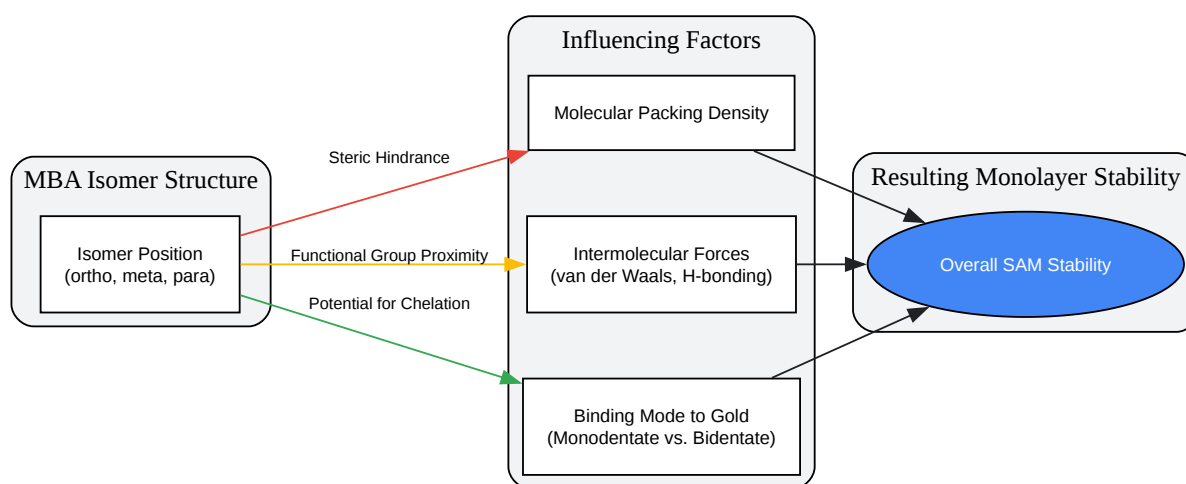 MBA Isomer Structure
Isomer Position
(ortho, meta, para)
Steric Hindrance
Functional Group Proximity
Potential for Chelation
Influencing Factors
Molecular Packing Density
Intermolecular Forces
(van der Waals, H-bonding)
Binding Mode to Gold
(Monodentate vs. Bidentate)
Resulting Monolayer Stability
Overall SAM Stability